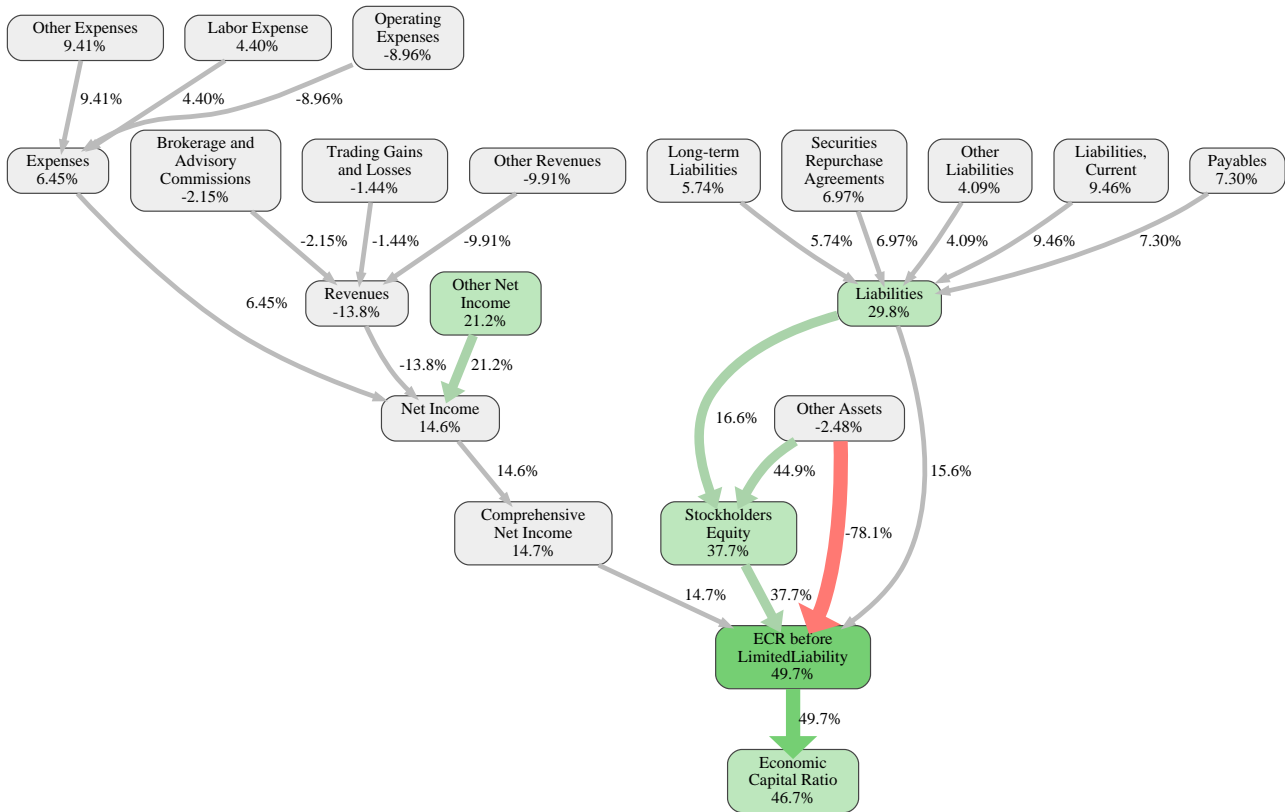 Other Expenses
9.41%
Labor Expense
4.40%
Operating
Expenses
-8.96%
9.41%
4.40%
-8.96%
Expenses
6.45%
Brokerage and
Advisory
Commissions
-2.15%
Trading Gains
and Losses
-1.44%
Other Revenues
-9.91%
Long-term
Liabilities
5.74%
Securities
Repurchase
Agreements
6.97%
Other
Liabilities
4.09%
Liabilities,
Current
9.46%
Payables
7.30%
-2.15%
-1.44%
-9.91%
5.74%
6.97%
4.09%
9.46%
7.30%
6.45%
Revenues
-13.8%
Other Net
Income
21.2%
Liabilities
29.8%
-13.8%
21.2%
Net Income
14.6%
16.6%
Other Assets
-2.48%
14.6%
44.9%
15.6%
Comprehensive
Net Income
14.7%
Stockholders
Equity
37.7%
-78.1%
14.7%
37.7%
ECR before
LimitedLiability
49.7%
49.7%
Economic
Capital Ratio
46.7%